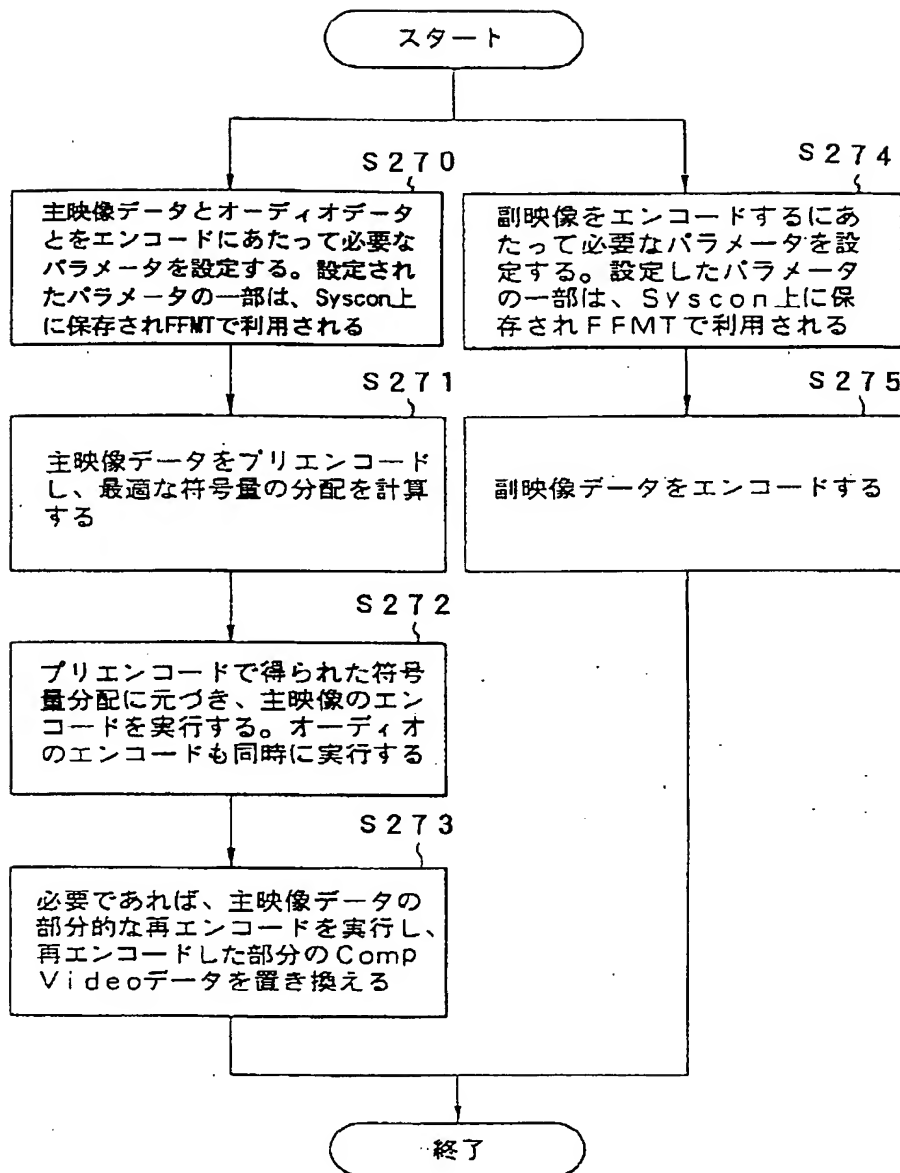 スタート
S270
主映像データとオーディオデータ
とをエンコードにあたって必要な
パラメータを設定する。設定され
たパラメータの一部は、Syscon上
に保存されFFMTで利用される
S271
主映像データをプリエンコード
し、最適な符号量の分配を計算
する
S272
プリエンコードで得られた符号
量分配に元づき、主映像のエン
コードを実行する。オーディオ
のエンコードも同時に実行する
S273
必要であれば、主映像データの
部分的な再エンコードを実行し、
再エンコードした部分のComp
Videoデータを置き換える
S274
副映像をエンコードするにあ
たって必要なパラメータを設
定する。設定したパラメータ
の一部は、Syscon上に保
存されFFMTで利用される
S275
副映像データをエンコードする
終了